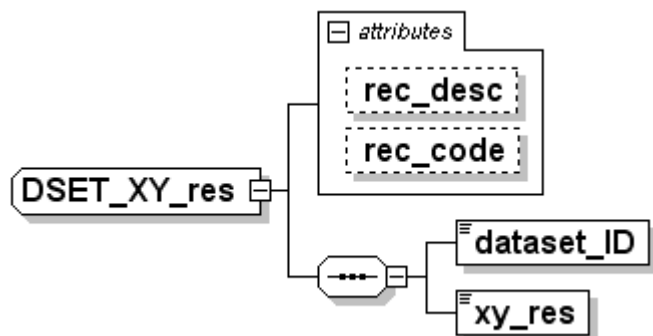 attributes
rec_desc
rec_code
DSET_XY_res
dataset_ID
xy_res